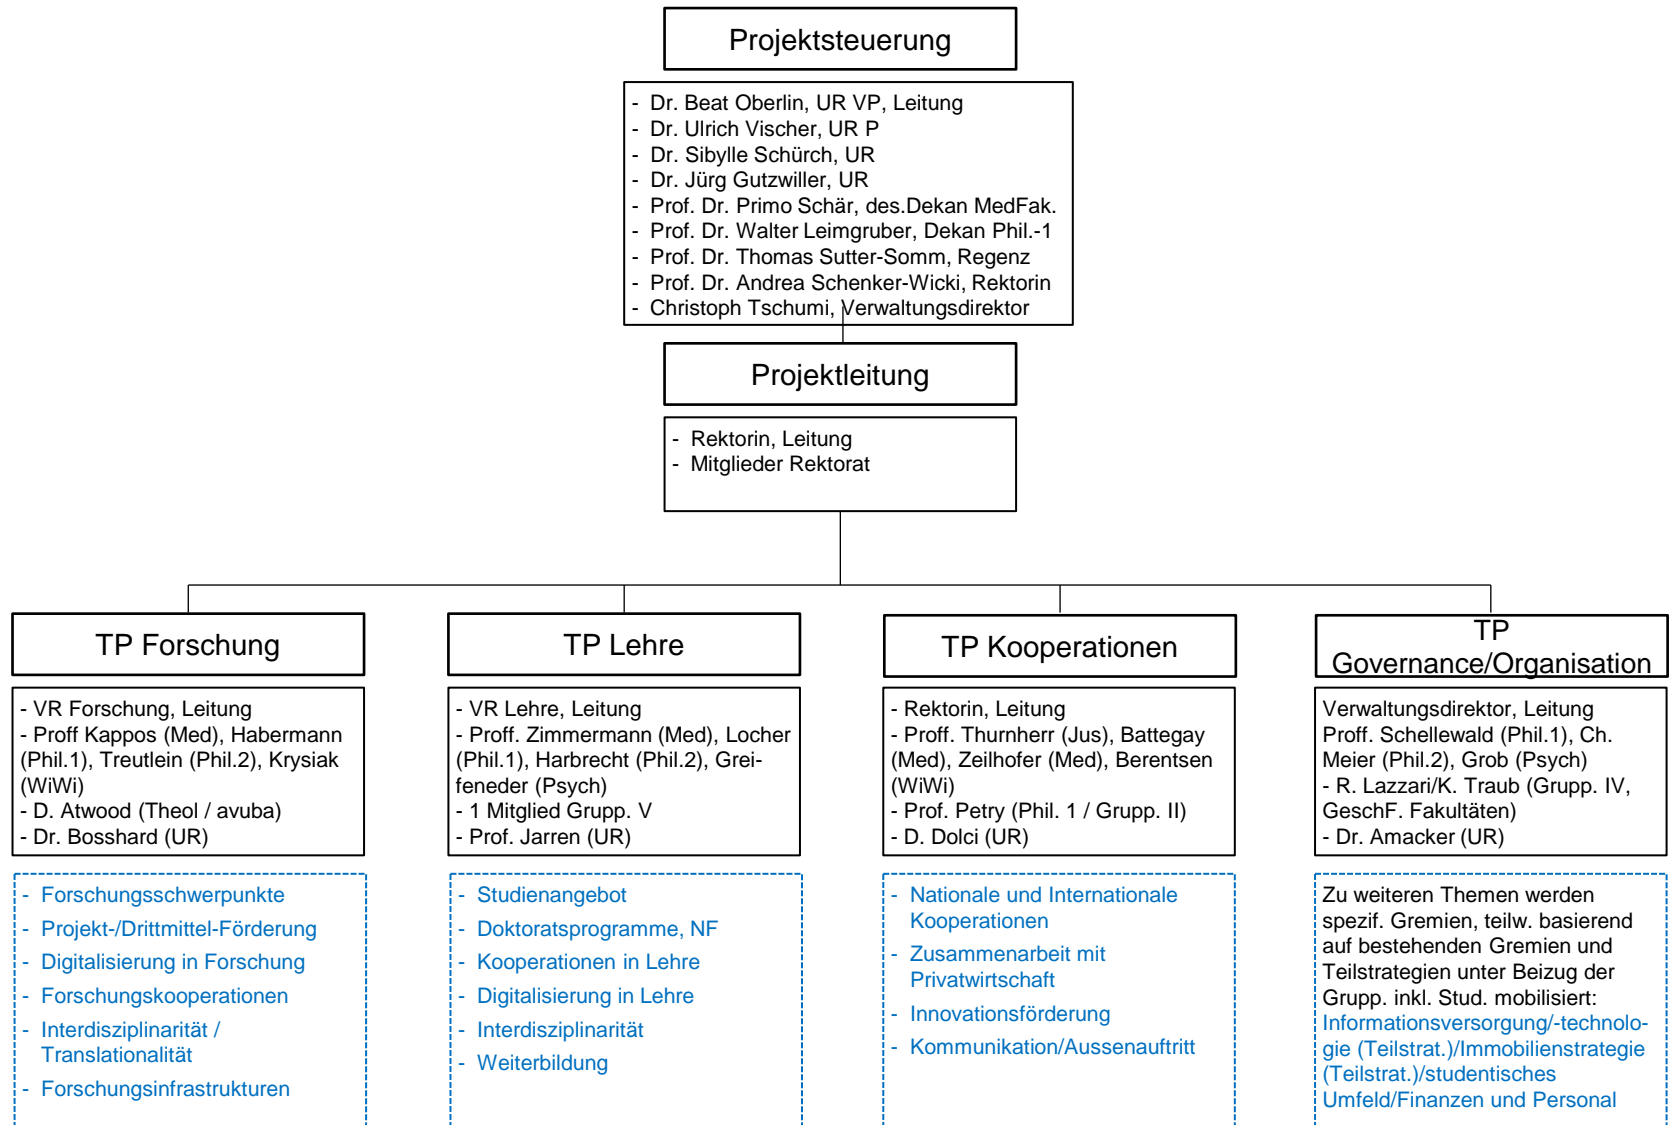 Projektsteuerung
- Dr. Beat Oberlin, UR VP, Leitung
- Dr. Ulrich Vischer, UR P
- Dr. Sibylle Schürch, UR
- Dr. Jürg Gutzwiller, UR
- Prof. Dr. Primo Schär, des.Dekan MedFak.
- Prof. Dr. Walter Leimgruber, Dekan Phil.-1
- Prof. Dr. Thomas Sutter-Somm, Regenz
- Prof. Dr. Andrea Schenker-Wicki, Rektorin
- Christoph Tschumi, Verwaltungsdirektor
Projektleitung
- Rektorin, Leitung
- Mitglieder Rektorat
TP Forschung
- VR Forschung, Leitung
- Proff Kappos (Med), Habermann
(Phil.1), Treutlein (Phil.2), Krysiak
(WiWi)
- D. Atwood (Theol / avuba)
- Dr. Bosshard (UR)
- Forschungsschwerpunkte
- Projekt-/Drittmittel-Förderung
- Digitalisierung in Forschung
- Forschungskooperationen
- Interdisziplinarität /
Translationalität
- Forschungsinfrastrukturen
TP Lehre
- VR Lehre, Leitung
- Proff. Zimmermann (Med), Locher
(Phil.1), Harbrecht (Phil.2), Grei-
feneder (Psych)
- 1 Mitglied Grupp. V
- Prof. Jarren (UR)
- Studienangebot
- Doktoratsprogramme, NF
- Kooperationen in Lehre
- Digitalisierung in Lehre
- Interdisziplinarität
- Weiterbildung
TP Kooperationen
- Rektorin, Leitung
- Proff. Thurnherr (Jus), Battegay
(Med), Zeilhofer (Med), Berentsen
(WiWi)
- Prof. Petry (Phil. 1 / Grupp. II)
- D. Dolci (UR)
- Nationale und Internationale
Kooperationen
- Zusammenarbeit mit
Privatwirtschaft
- Innovationsförderung
- Kommunikation/Aussenauftritt
TP
Governance/Organisation
Verwaltungsdirektor, Leitung
Proff. Schellewald (Phil.1), Ch.
Meier (Phil.2), Grob (Psych)
- R. Lazzari/K. Traub (Grupp. IV,
GeschF. Fakultäten)
- Dr. Amacker (UR)
Zu weiteren Themen werden
spezif. Gremien, teilw. basierend
auf bestehenden Gremien und
Teilstrategien unter Beizug der
Grupp. inkl. Stud. mobilisiert:
Informationsversorgung/-technolo-
gie (Teilstrat.)/Immobilienstrategie
(Teilstrat.)/studentisches
Umfeld/Finanzen und Personal